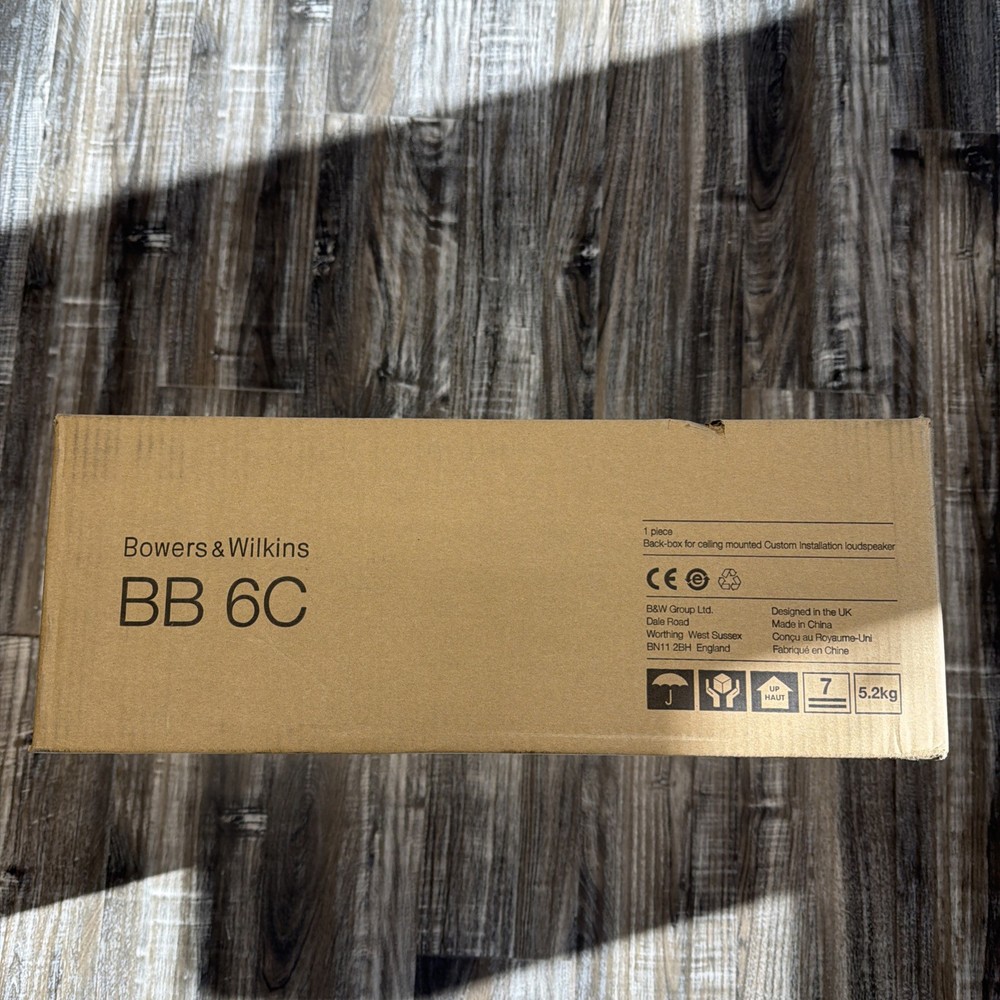 Bowers & Wilkins
BB 6C
1 piece
Back-box for ceiling mounted Custom Installation loudspeaker
CE e
B&W Group Ltd.
Dale Road
Worthing West Sussex
BN11 2BH England
Designed in the UK
Made in China
Conçu au Royaume-Uni
Fabriqué en Chine
UP
HAUT
7
5.2kg